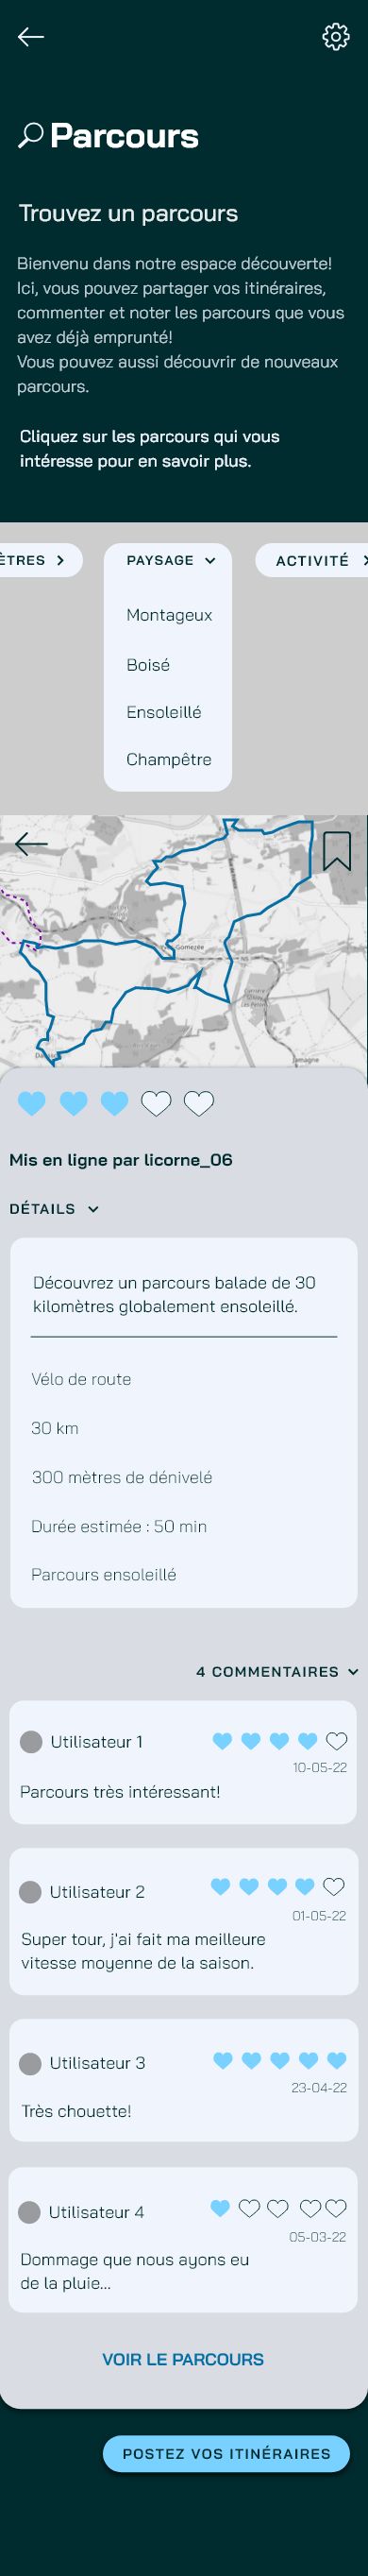 Parcours
Trouvez un parcours
Bienvenu dans notre espace découverte!
Ici, vous pouvez partager vos itinéraires,
commenter et noter les parcours que vous
avez déjà emprunté!
Vous pouvez aussi découvrir de nouveaux
parcours.
Cliquez sur les parcours qui vous
intéresse pour en savoir plus.
ÈTRES
PAYSAGE
ACTIVITÉ
Montageux
Boisé
Ensoleillé
Champêtre
Gomezée
Mis en ligne par licorne_06
DÉTAILS
Découvrez un parcours balade de 30
kilomètres globalement ensoleillé.
Vélo de route
30 km
300 mètres de dénivelé
Durée estimée : 50 min
Parcours ensoleillé
4 COMMENTAIRES
Utilisateur 1
10-05-22
Parcours très intéressant!
Utilisateur 2
01-05-22
Super tour, j'ai fait ma meilleure
vitesse moyenne de la saison.
Utilisateur 3
23-04-22
Très chouette!
Utilisateur 4
05-03-22
Dommage que nous ayons eu
de la pluie...
VOIR LE PARCOURS
POSTEZ VOS ITINÉRAIRES